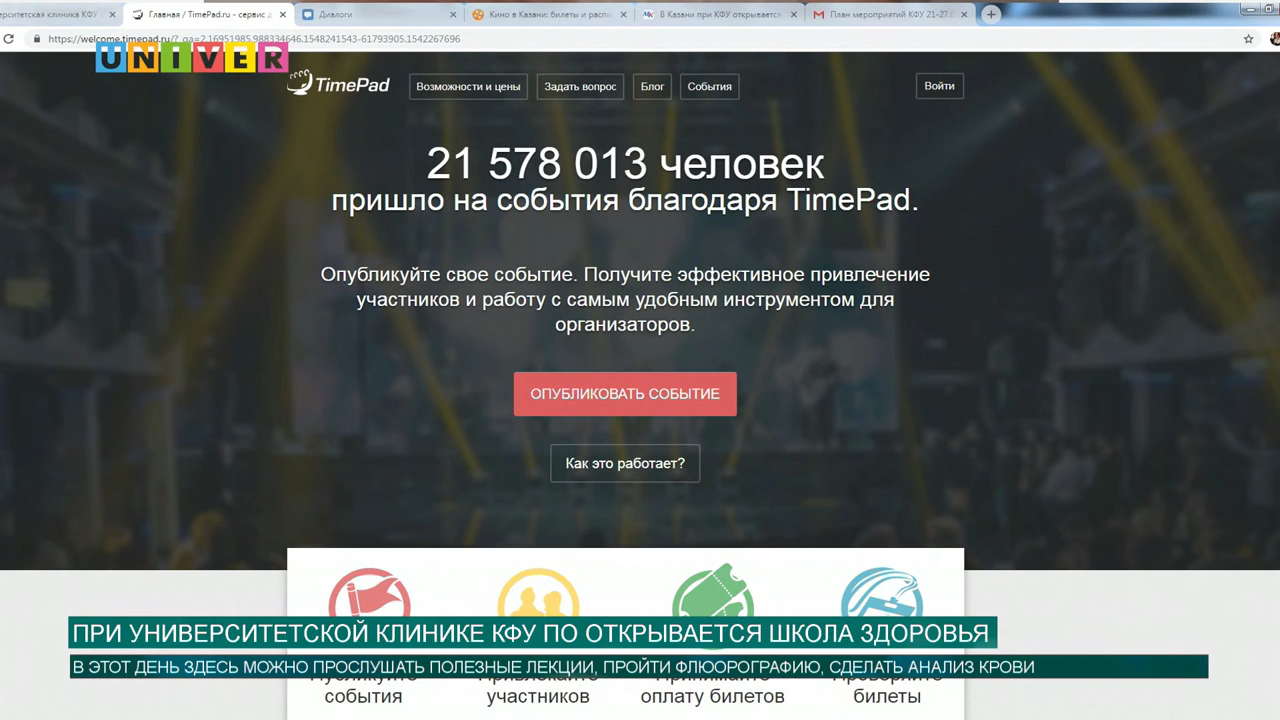 ерситетская клиника КФУ
Главная / TimePad.ru - сервис д
Диалоги
Кино в Казани: билеты и распи
В Казани при КФУ открывается
План мероприятий КФУ 21-27.
https://welcome.timepad.ru/?_ga=2.16951985.988334646.1548241543-61793905.1542267696
UNIVER
TimePad
Возможности и цены
Задать вопрос
Блог
События
Войти
21 578 013 человек
пришло на события благодаря TimePad.
Опубликуйте свое событие. Получите эффективное привлечение
участников и работу с самым удобным инструментом для
организаторов.
ОПУБЛИКОВАТЬ СОБЫТИЕ
Как это работает?
ПРИ УНИВЕРСИТЕТСКОЙ КЛИНИКЕ КФУ ПО ОТКРЫВАЕТСЯ ШКОЛА ЗДОРОВЬЯ
В ЭТОТ ДЕНЬ ЗДЕСЬ МОЖНО ПРОСЛУШАТЬ ПОЛЕЗНЫЕ ЛЕКЦИИ, ПРОЙТИ ФЛЮОРОГРАФИЮ, СДЕЛАТЬ АНАЛИЗ КРОВИ
события
участников
оплату билетов
билеты